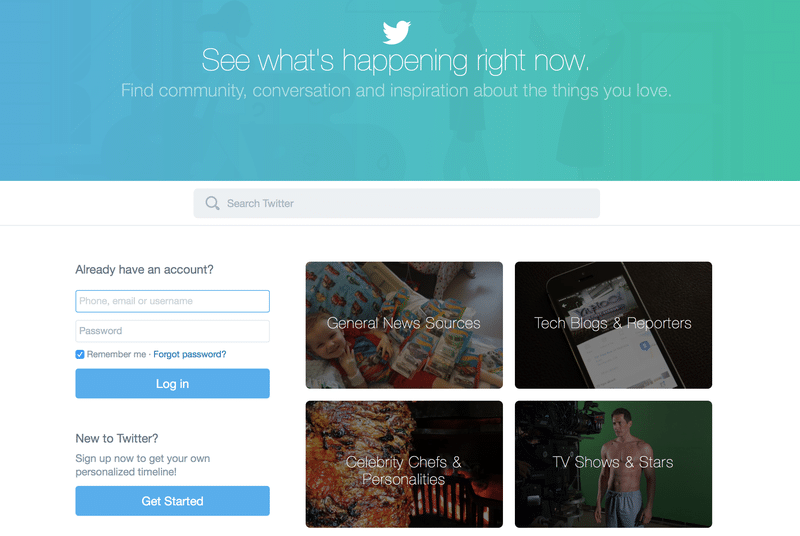 See what's happening right now.
Find community, conversation and inspiration about the things you love.
Search Twitter
Already have an account?
Phone, email or username
Password
Remember me · Forgot password?
Log in
New to Twitter?
Sign up now to get your own
personalized timeline!
Get Started
General News Sources
Tech Blogs & Reporters
Celebrity Chefs &
Personalities
TV Shows & Stars